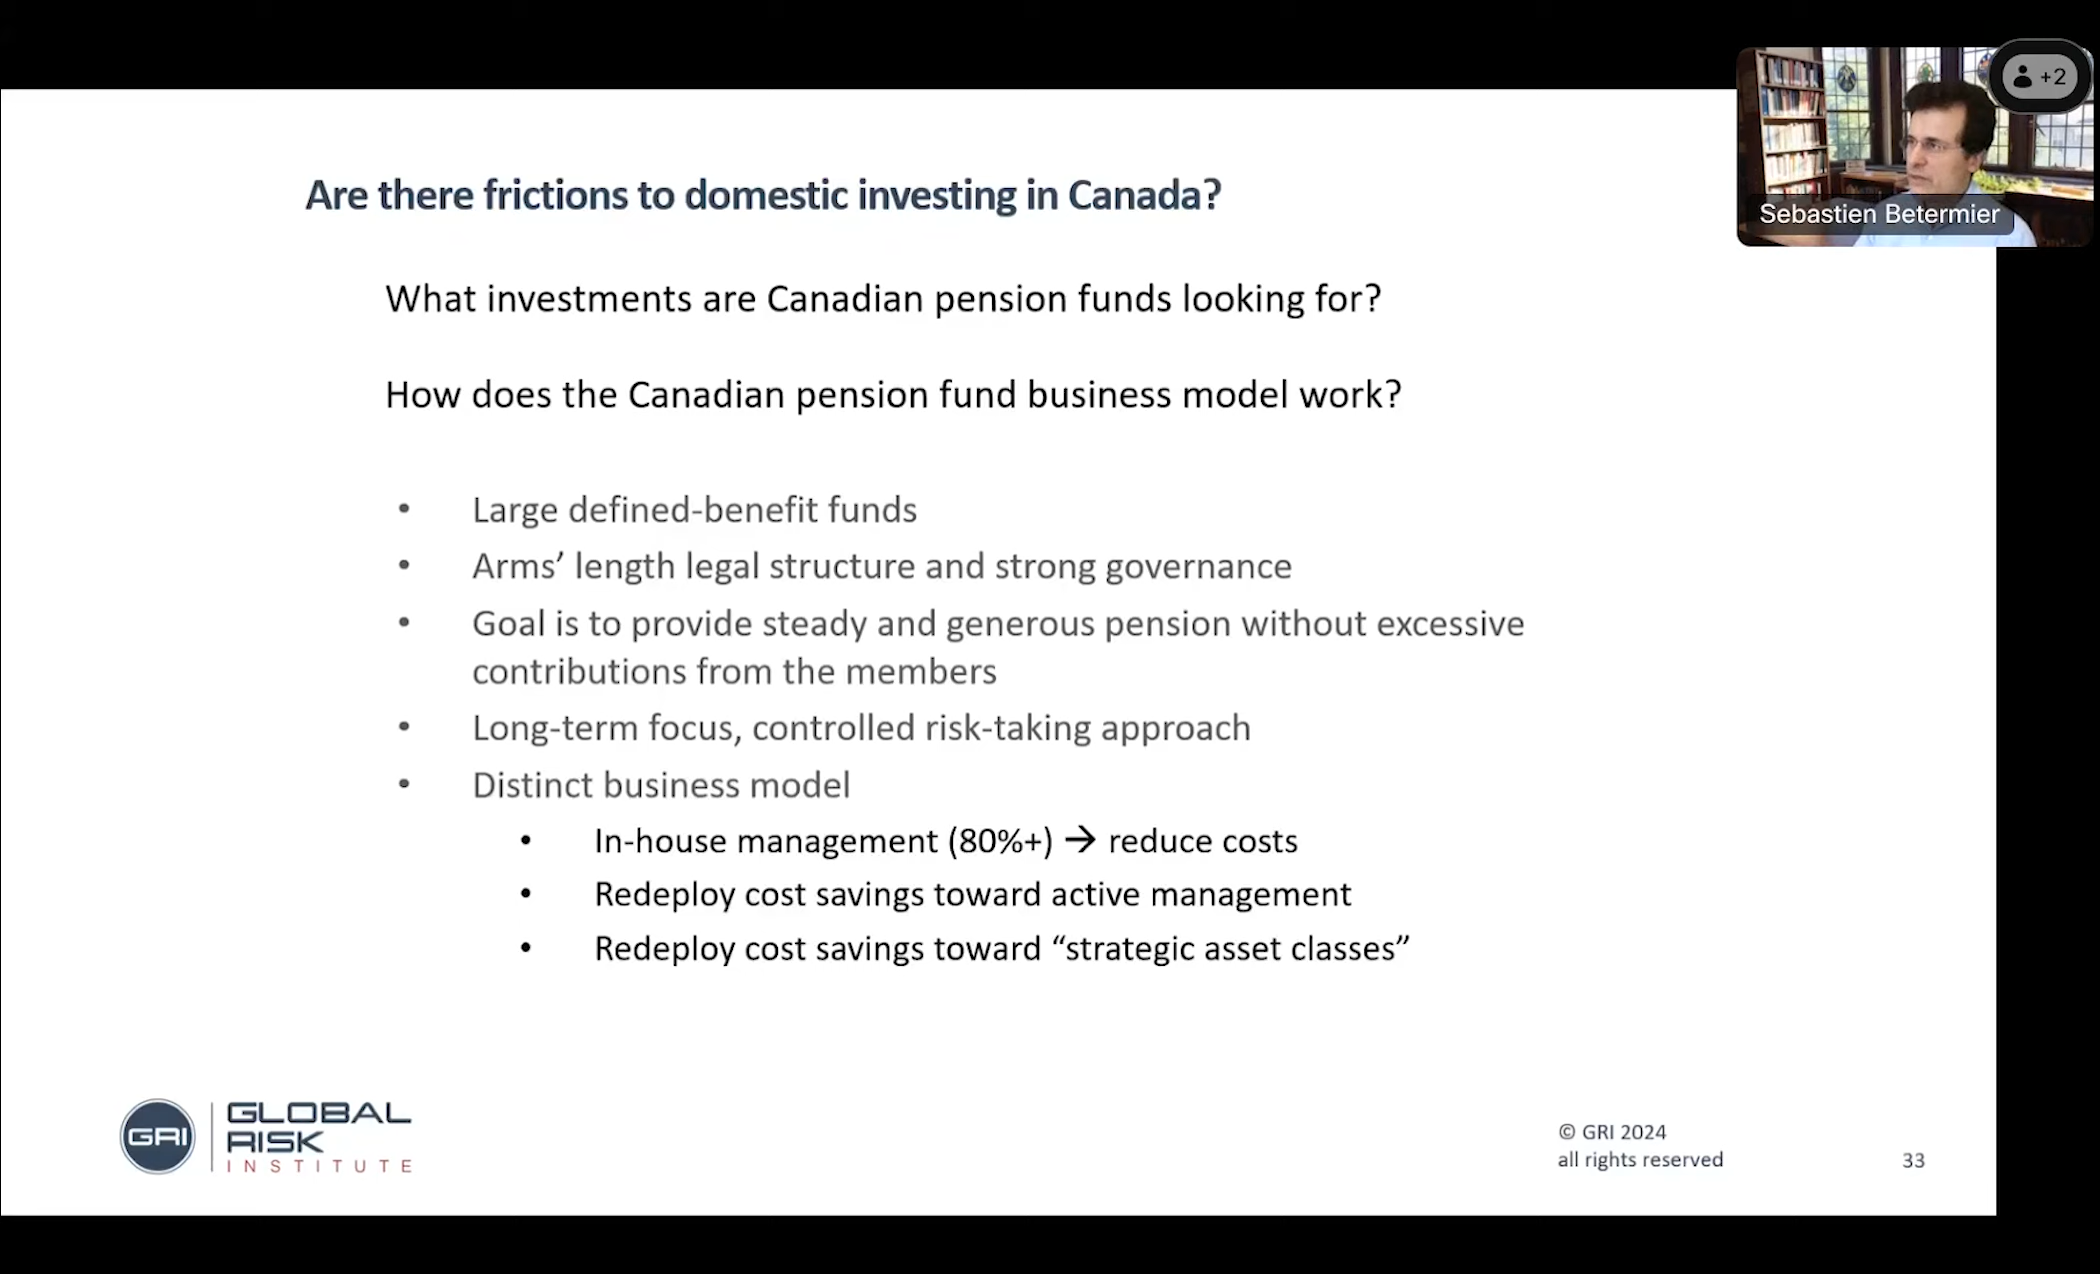 +2
Sebastien Betermier
Are there frictions to domestic investing in Canada?
What investments are Canadian pension funds looking for?
How does the Canadian pension fund business model work?
• Large defined-benefit funds
• Arms’ length legal structure and strong governance
• Goal is to provide steady and generous pension without excessive
contributions from the members
• Long-term focus, controlled risk-taking approach
• Distinct business model
• In-house management (80%+) → reduce costs
• Redeploy cost savings toward active management
• Redeploy cost savings toward “strategic asset classes”
GRI
GLOBAL
RISK
INSTITUTE
© GRI 2024
all rights reserved
33